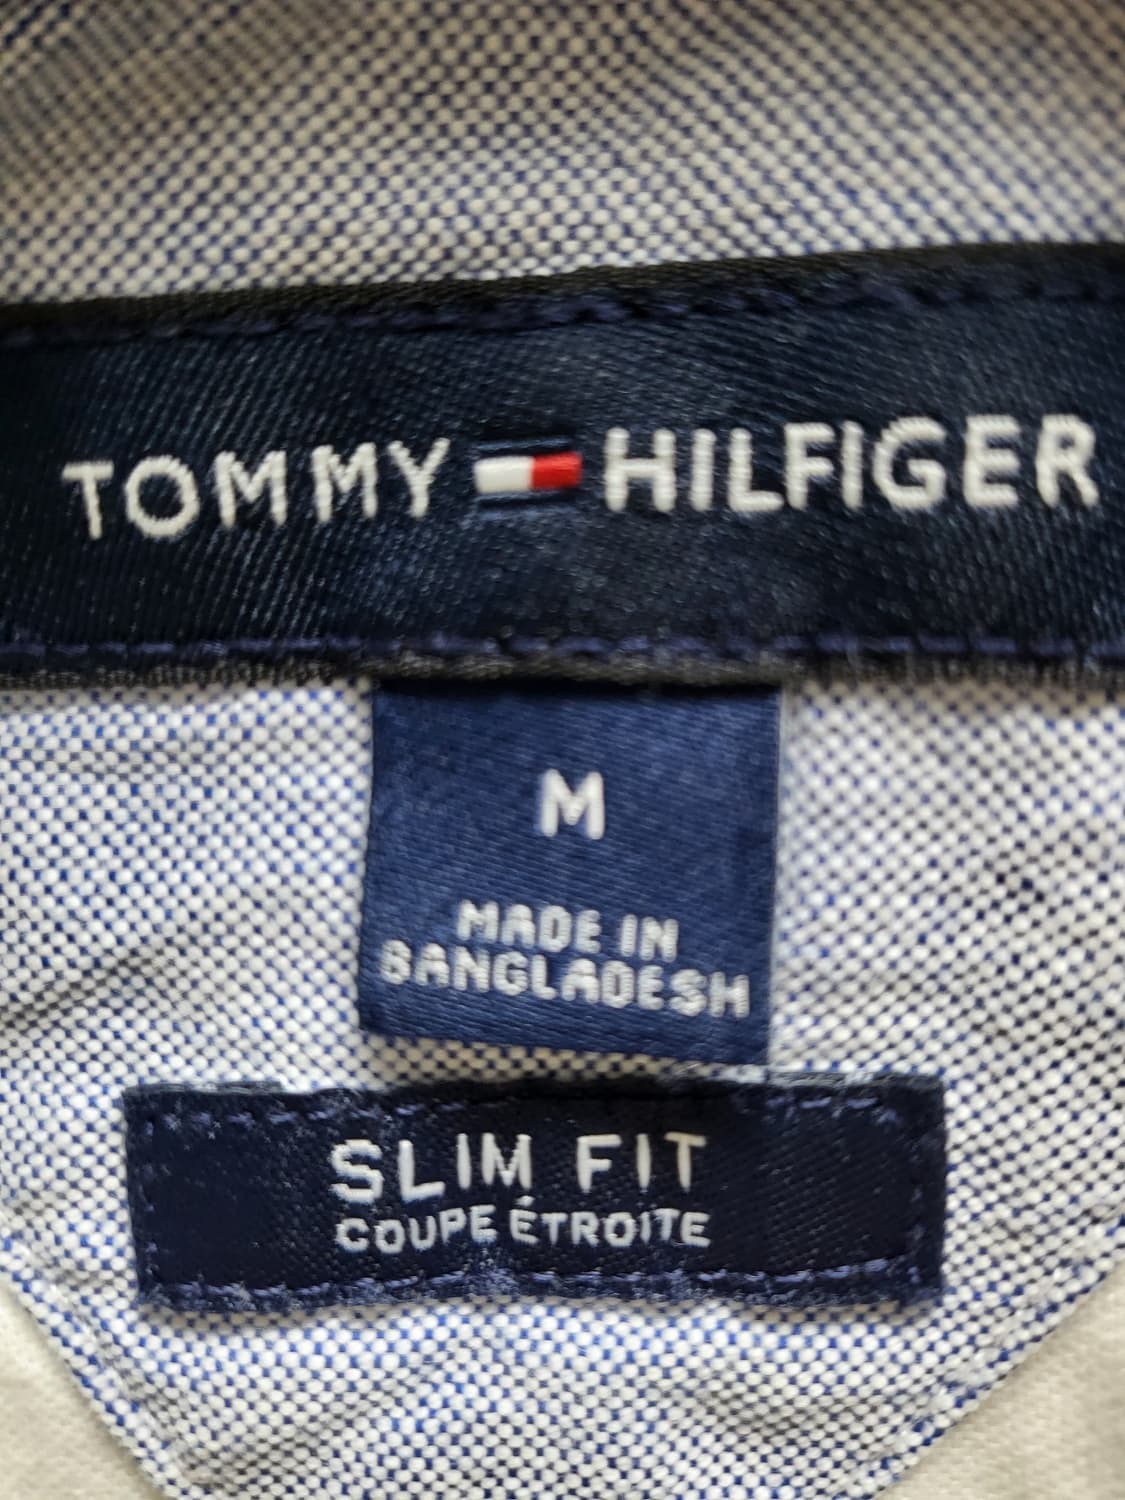 TOMMY HILFIGER
M
MADE IN
BANGLADESH
SLIM FIT
COUPE ÉTROITE